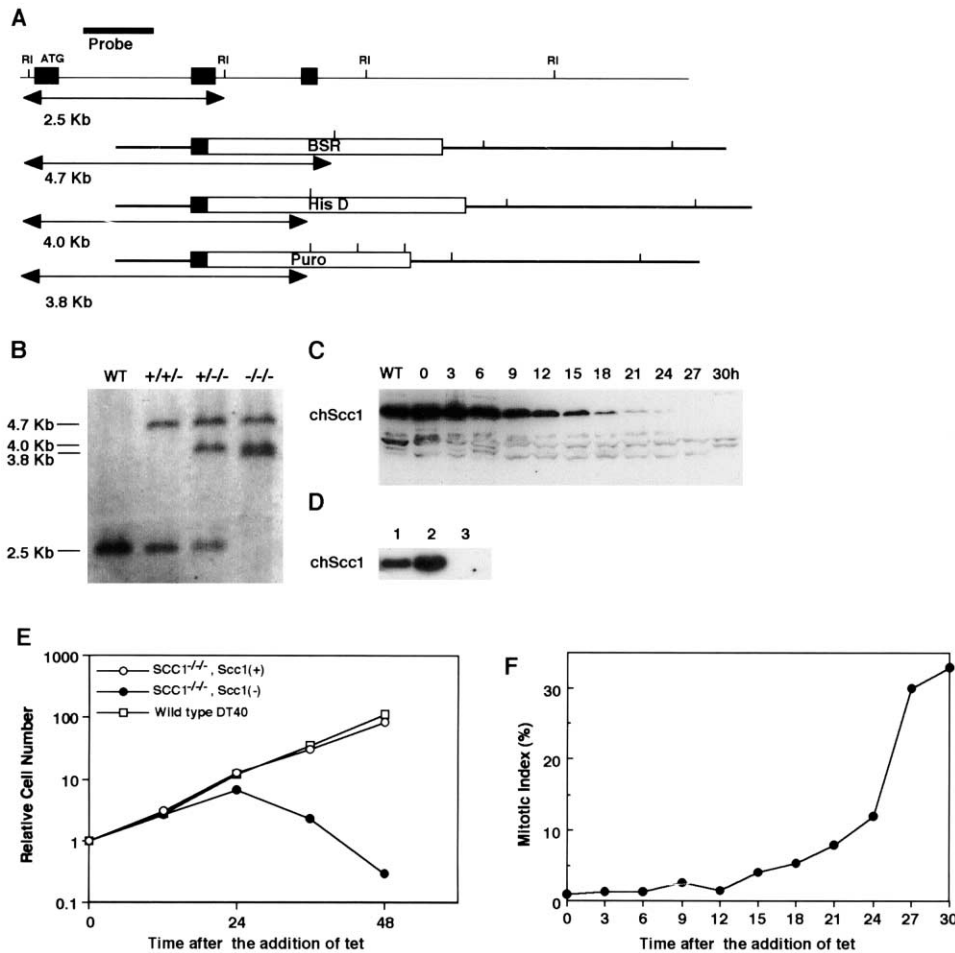 A
Probe
RI ATG RI RI RI
2.5 Kb
BSR
4.7 Kb
His D
4.0 Kb
Puro
3.8 Kb
B
WT +/+/- +/-/- -/-/-
4.7 Kb
4.0 Kb
3.8 Kb
2.5 Kb
C
WT 0 3 6 9 12 15 18 21 24 27 30h
chScc1
D
1 2 3
chScc1
E
1000
100
10
1
0.1
SCC1-/-/-, Scc1(+)
SCC1-/-/-, Scc1(-)
Wild type DT40
Relative Cell Number
0 24 48
Time after the addition of tet
F
30
20
10
0
Mitotic Index (%)
0 3 6 9 12 15 18 21 24 27 30
Time after the addition of tet